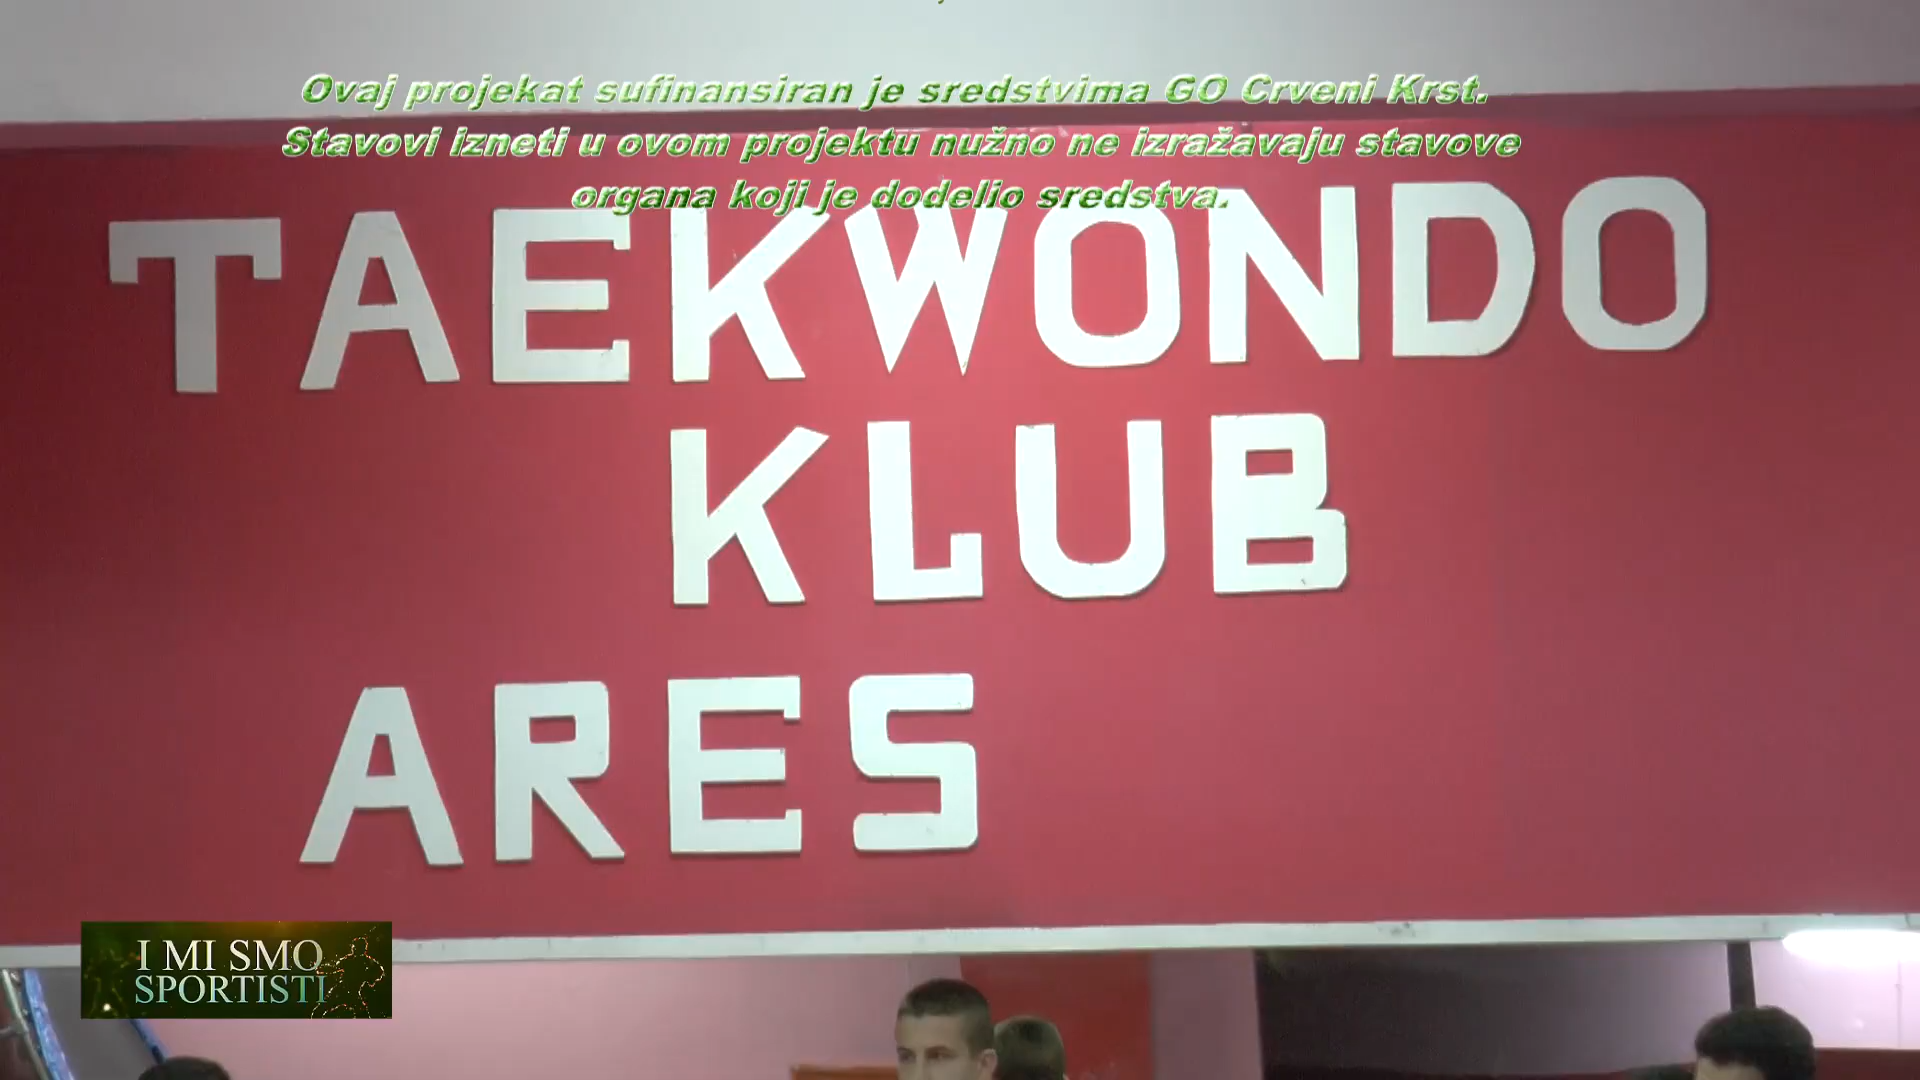 Ovaj projekat sufinansiran je sredstvima GO Crveni Krst.
Stavovi izneti u ovom projektu nužno ne izražavaju stavove
organa koji je dodelio sredstva.
TAEKWONDO
KLUB
ARES
I MI SMO
SPORTISTI